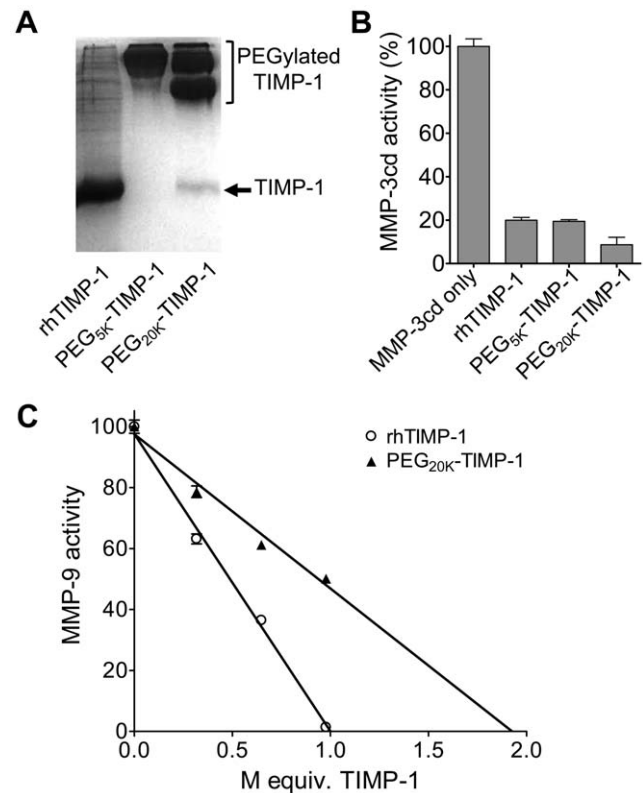 A
PEGylated
TIMP-1
TIMP-1
rhTIMP-1
PEG5K-TIMP-1
PEG20K-TIMP-1
B
MMP-3cd activity (%)
100
80
60
40
20
0
MMP-3cd only
rhTIMP-1
PEG5K-TIMP-1
PEG20K-TIMP-1
C
rhTIMP-1
PEG20K-TIMP-1
MMP-9 activity
100
80
60
40
20
0
0.0 0.5 1.0 1.5 2.0
M equiv. TIMP-1